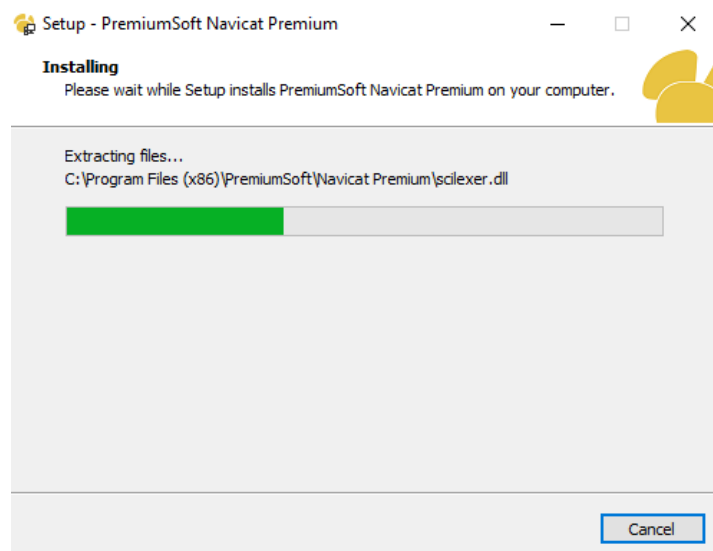 Setup - PremiumSoft Navicat Premium
Installing
Please wait while Setup installs PremiumSoft Navicat Premium on your computer.
Extracting files...
C:\Program Files (x86)\PremiumSoft\Navicat Premium\scilexer.dll
Cancel